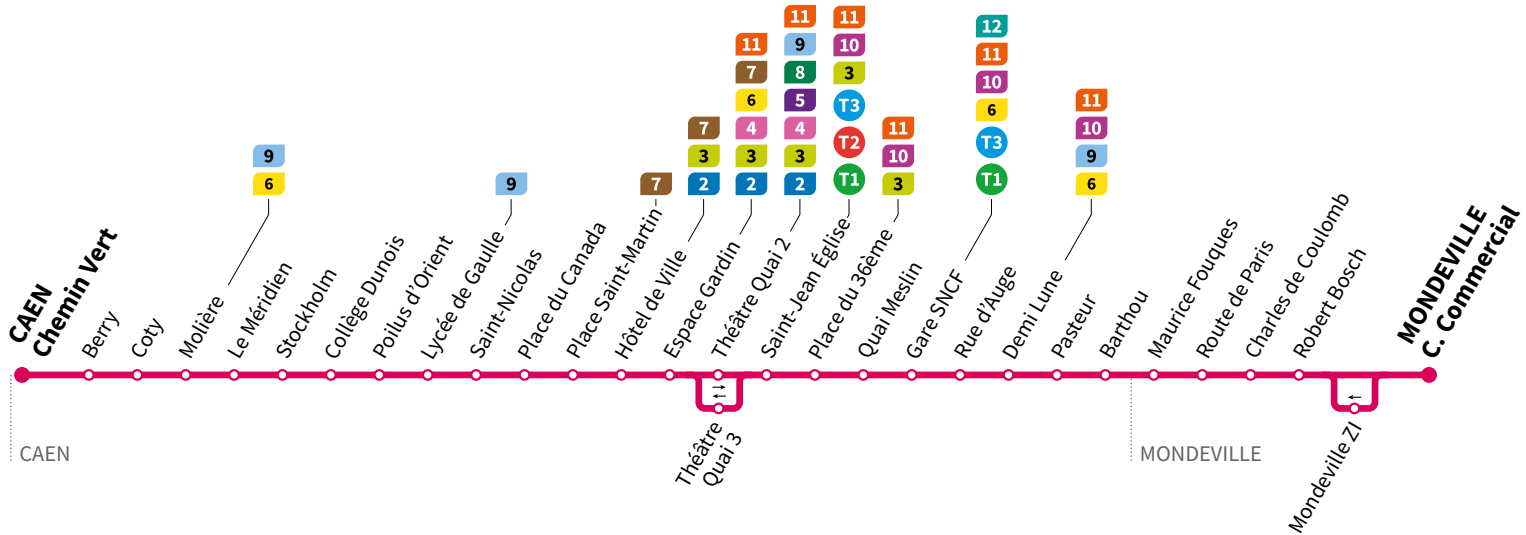 11
9
8
5
4
3
2
11
7
6
4
3
2
7
3
2
11
10
3
T3
T2
T1
12
11
10
6
T3
T1
11
10
3
11
10
9
6
9
6
9
7
CAEN
Chemin Vert
Berry
Coty
Molière
Le Méridien
Stockholm
Collège Dunois
Poilus d’Orient
Lycée de Gaulle
Saint-Nicolas
Place du Canada
Place Saint-Martin
Hôtel de Ville
Espace Gardin
Théâtre Quai 2
Saint-Jean Église
Place du 36ème
Quai Meslin
Gare SNCF
Rue d’Auge
Demi Lune
Pasteur
Barthou
Maurice Fouques
Route de Paris
Charles de Coulomb
Robert Bosch
MONDEVILLE
C. Commercial
Théâtre
Quai 3
Mondeville ZI
CAEN
MONDEVILLE